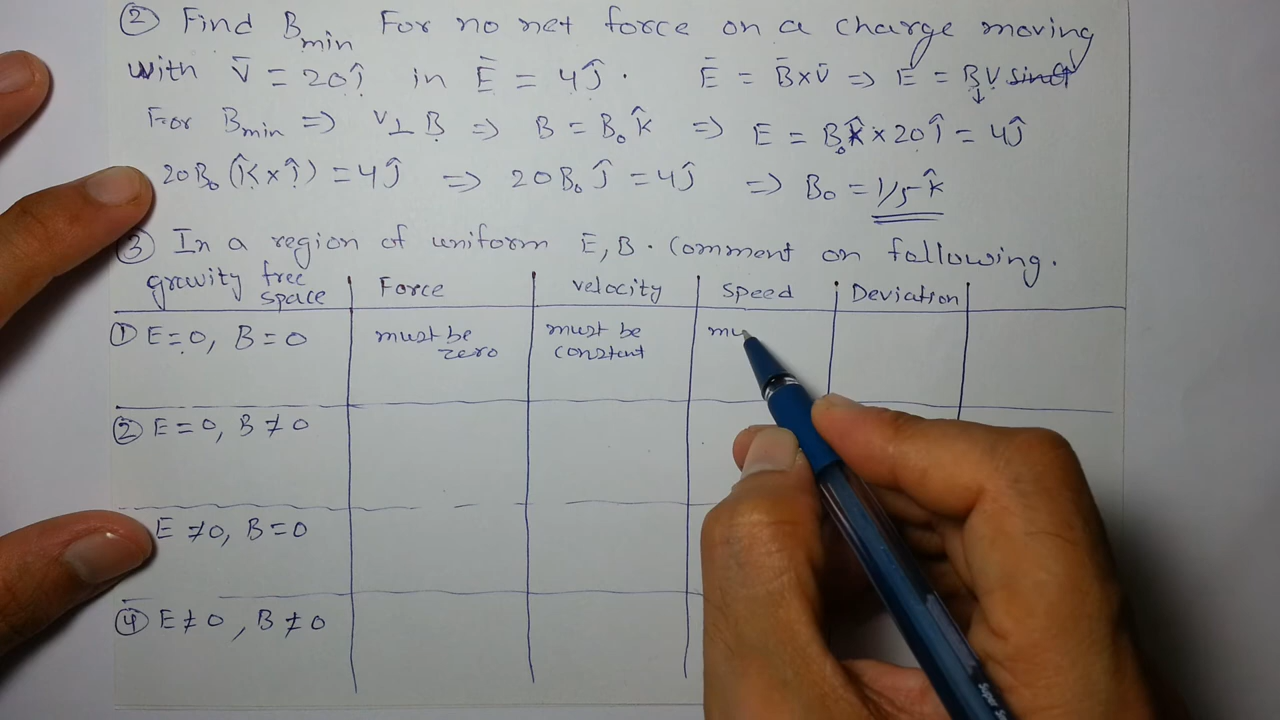 ② Find Bmin For no net force on a charge moving
with V̄ = 20î in Ē = 4ĵ. Ē = B̄×V̄ ⇒ E = BV sinθ
For Bmin ⇒ V⊥B ⇒ B = B₀k̂ ⇒ E = B₀k̂ × 20î = 4ĵ
20B₀(k̂×î) = 4ĵ ⇒ 20B₀ĵ = 4ĵ ⇒ B₀ = 1/5 k̂
③ In a region of uniform E, B. Comment on following.
gravity free space Force velocity speed Deviation
① E=0, B=0 must be zero must be constant mu
② E=0, B≠0
E≠0, B=0
④ E≠0, B≠0
Super